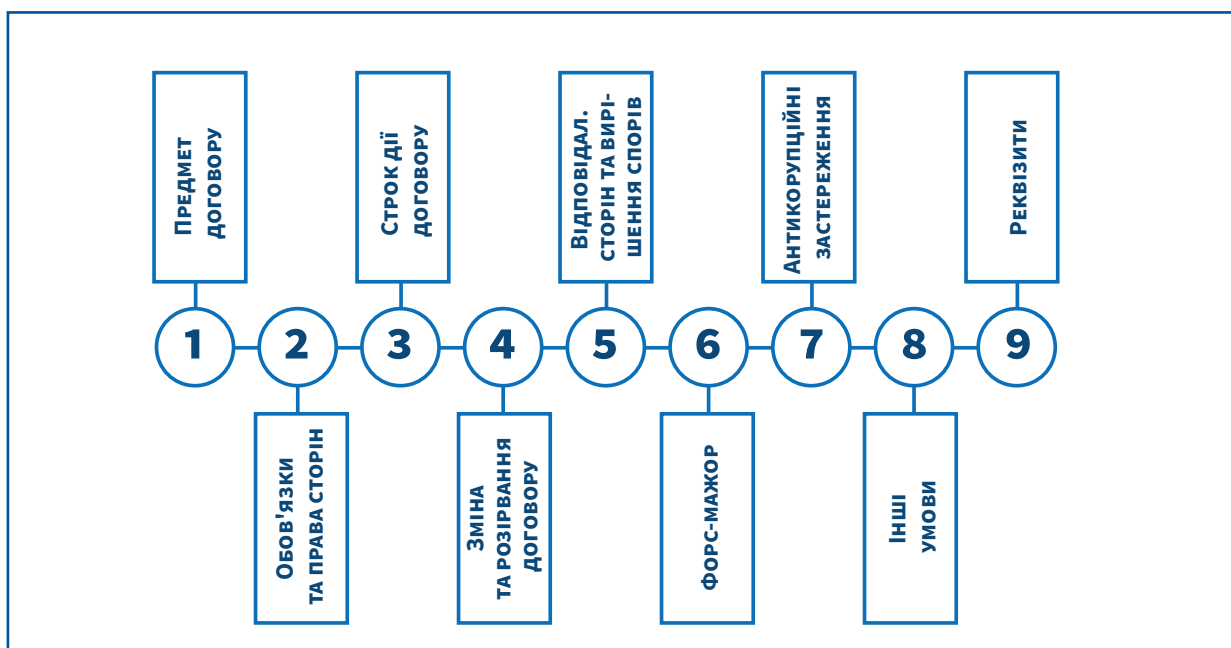 Предмет
договору
1
2
Обов'язки
та права сторін
Строк дії
договору
3
4
Зміна
та розірвання
договору
Відповідал.
сторін та вирі-
шення спорів
5
6
форс-мажор
Антикорупційні
застереження
7
8
Інші
умови
Реквізити
9